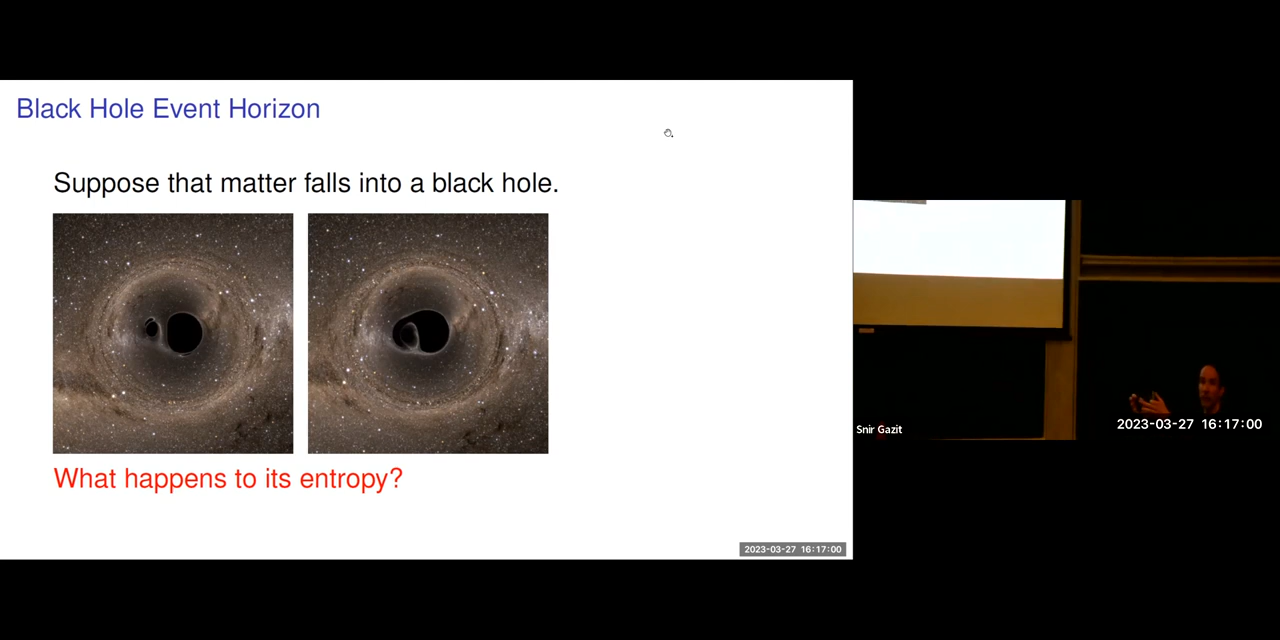 Black Hole Event Horizon
Suppose that matter falls into a black hole.
What happens to its entropy?
2023-03-27 16:17:00
Snir Gazit
2023-03-27 16:17:00